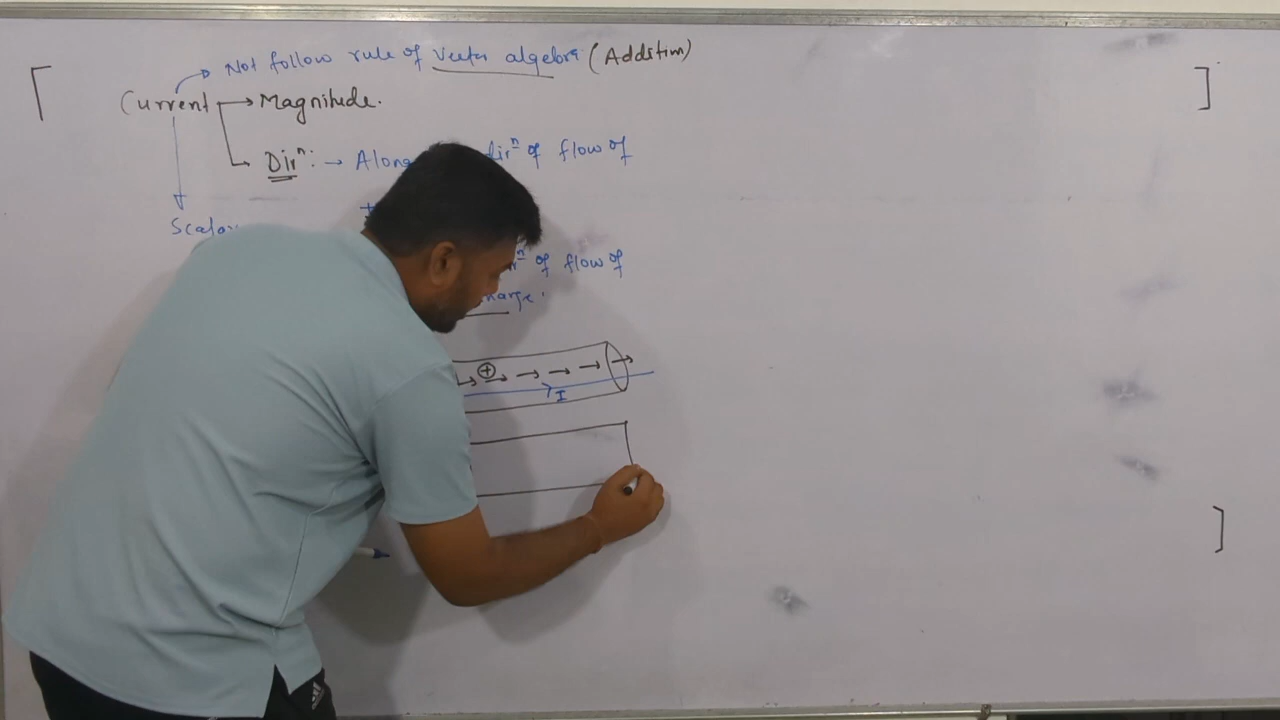 Not follow rule of Vector algebra (Addition)
Current → Magnitude.
Dirⁿ: → Along dirⁿ of flow of
Scalar
ⁿ of flow of
charge.
⊕
I